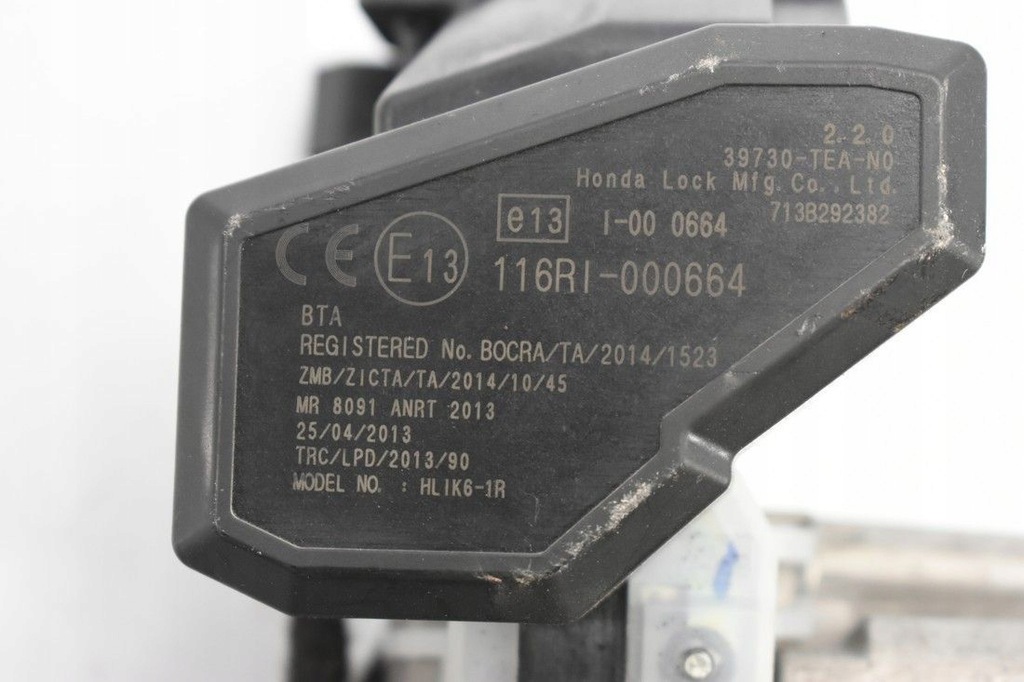 2.2.0
39730-TEA-N0
Honda Lock Mfg.Co.,Ltd.
713B292382
e13 I-00 0664
CE E13 116RI-000664
BTA
REGISTERED No. BOCRA/TA/2014/1523
ZMB/ZICTA/TA/2014/10/45
MR 8091 ANRT 2013
25/04/2013
TRC/LPD/2013/90
MODEL NO. : HLIK6-1R